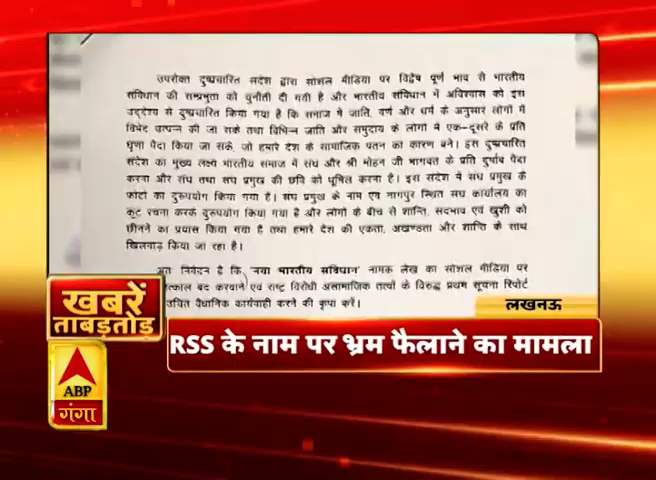 उपरोक्त दुष्प्रचारित संदेश द्वारा सोशल मीडिया पर विद्वेष पूर्ण भाव से भारतीय
संविधान की सम्प्रभुता को चुनौती दी गती है और भारतीय संविधान में अविश्वास को इस
उद्देश्य से दुष्प्रचारित किया गया है कि समाज में जाति, वर्ण और धर्म के अनुसार लोगों में
विभेद उत्पन्न की जा सके तथा विभिन्न जाति और समुदाय के लोगों में एक-दूसरे के प्रति
घृणा पैदा किया जा सके, जो हमारे देश के सामाजिक पतन का कारण बने। इस दुष्प्रचारित
संदेश का मुख्य लक्ष्य भारतीय समाज में संघ और श्री मोहन जी भागवत के प्रति दुर्भाव पैदा
करना और संघ तथा संघ प्रमुख की छवि को धूमिल करना है। इस संदेश में संघ प्रमुख के
फोटो का दुरुपयोग किया गया है। संघ प्रमुख के नाम एवं नागपुर स्थित संघ कार्यालय का
कूट रचना करके दुरुपयोग किया गया है और लोगों के बीच से शान्ति, सदभाव एवं खुशी को
छीनने का प्रयास किया गया है तथा हमारे देश की एकता, अखण्डता और शान्ति के साथ
खिलवाड़ किया जा रहा है।
अतः निवेदन है कि 'नया भारतीय संविधान' नामक लेख का सोशल मीडिया पर
तत्काल बंद करवाने एवं राष्ट्र विरोधी असामाजिक तत्वों के विरुद्ध प्रथम सूचना रिपोर्ट
उचित वैधानिक कार्यवाही करने की कृपा करें।
लखनऊ
खबरें
ताबड़तोड़
RSS के नाम पर भ्रम फैलाने का मामला
ABP
गंगा